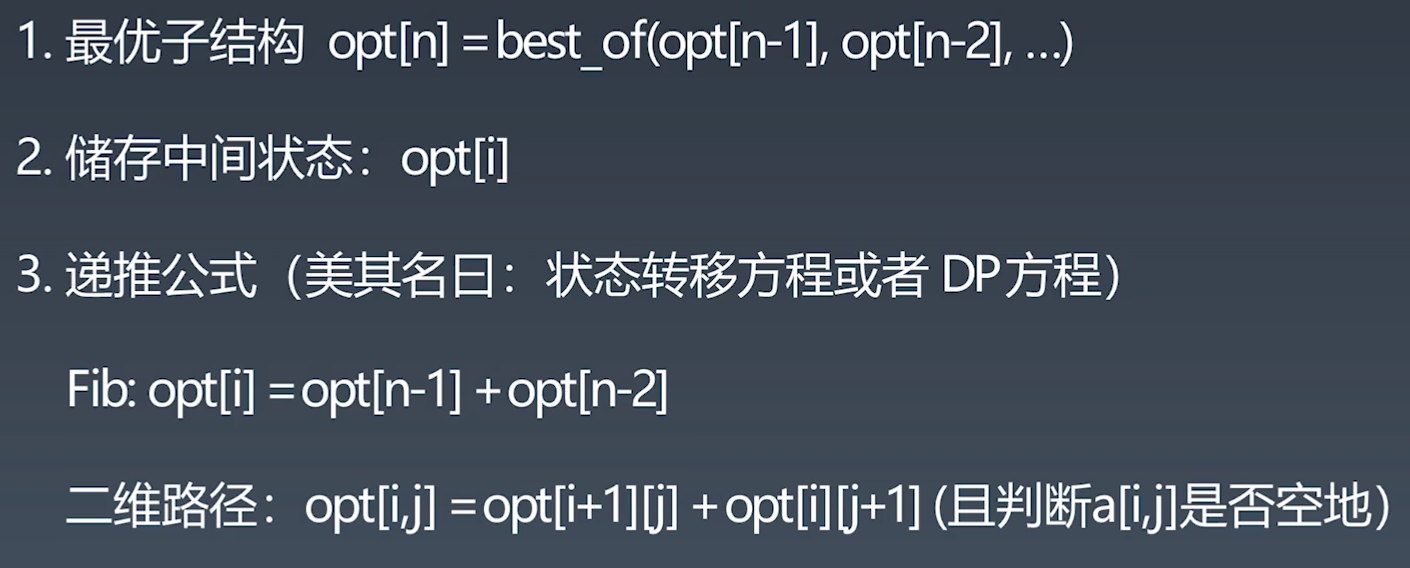 1. 最优子结构 opt[n] = best_of(opt[n-1], opt[n-2], …)
2. 储存中间状态：opt[i]
3. 递推公式（美其名曰：状态转移方程或者 DP方程）
Fib: opt[i] = opt[n-1] + opt[n-2]
二维路径：opt[i,j] = opt[i+1][j] + opt[i][j+1] (且判断a[i,j]是否空地）